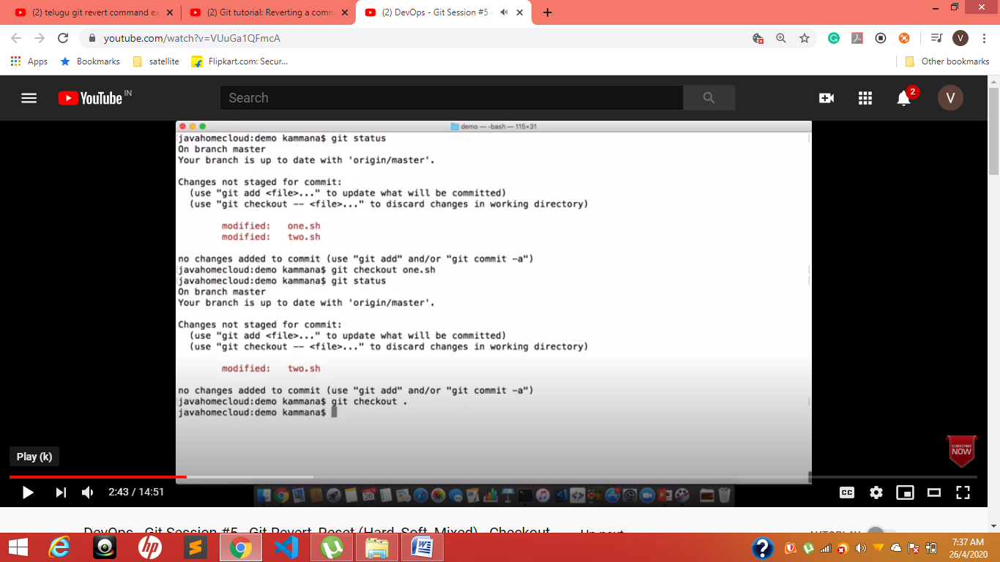 (2) telugu git revert command ex
(2) Git tutorial: Reverting a comm
(2) DevOps - Git Session #5 -
youtube.com/watch?v=VUuGa1QFmcA
V
Apps
Bookmarks
satellite
Flipkart.com: Secur...
Other bookmarks
YouTube IN
Search
2
V
demo — -bash — 115×31
javahomecloud:demo kammana$ git status
On branch master
Your branch is up to date with 'origin/master'.
Changes not staged for commit:
(use "git add <file>..." to update what will be committed)
(use "git checkout -- <file>..." to discard changes in working directory)
modified: one.sh
modified: two.sh
no changes added to commit (use "git add" and/or "git commit -a")
javahomecloud:demo kammana$ git checkout one.sh
javahomecloud:demo kammana$ git status
On branch master
Your branch is up to date with 'origin/master'.
Changes not staged for commit:
(use "git add <file>..." to update what will be committed)
(use "git checkout -- <file>..." to discard changes in working directory)
modified: two.sh
no changes added to commit (use "git add" and/or "git commit -a")
javahomecloud:demo kammana$ git checkout .
javahomecloud:demo kammana$
SUBSCRIBE
NOW
Play (k)
2:43 / 14:51
CC
DevOps - Git Session #5 - Git Revert, Reset (Hard, Soft, Mixed) - Checkout
Up next
AUTOPLAY
hp
7:37 AM
26/4/2020